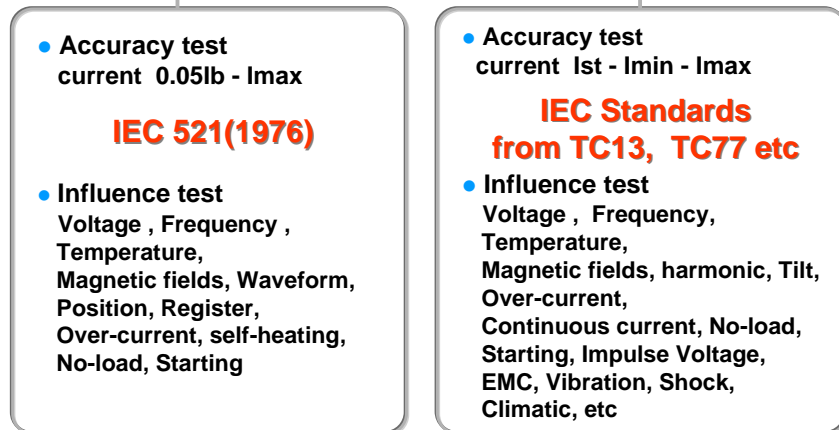 ● Accuracy test
current 0.05Ib - Imax
IEC 521(1976)
● Influence test
Voltage , Frequency ,
Temperature,
Magnetic fields, Waveform,
Position, Register,
Over-current, self-heating,
No-load, Starting
● Accuracy test
current Ist - Imin - Imax
IEC Standards
from TC13, TC77 etc
● Influence test
Voltage , Frequency,
Temperature,
Magnetic fields, harmonic, Tilt,
Over-current,
Continuous current, No-load,
Starting, Impulse Voltage,
EMC, Vibration, Shock,
Climatic, etc